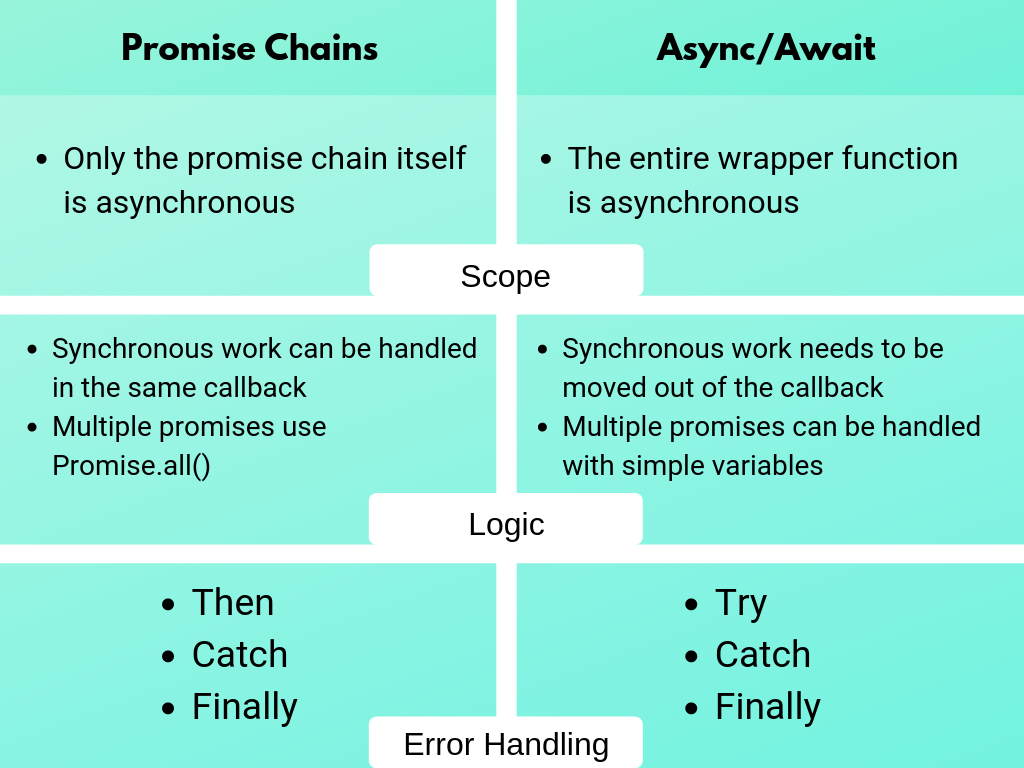 Promise Chains
Async/Await
• Only the promise chain itself
is asynchronous
• The entire wrapper function
is asynchronous
Scope
• Synchronous work can be handled
in the same callback
• Multiple promises use
Promise.all()
• Synchronous work needs to be
moved out of the callback
• Multiple promises can be handled
with simple variables
Logic
• Then
• Catch
• Finally
• Try
• Catch
• Finally
Error Handling